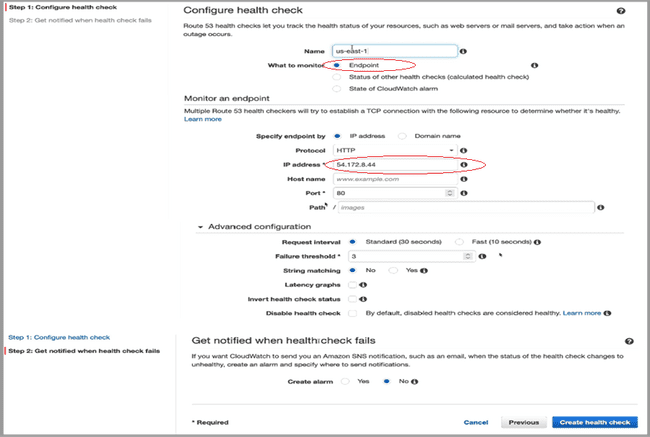 Step 1: Configure health check
Step 2: Get notified when health check fails
Configure health check
Route 53 health checks let you track the health status of your resources, such as web servers or mail servers, and take action when an
outage occurs.
Name us-east-1
What to monitor Endpoint
Status of other health checks (calculated health check)
State of CloudWatch alarm
Monitor an endpoint
Multiple Route 53 health checkers will try to establish a TCP connection with the following resource to determine whether it's healthy.
Learn more
Specify endpoint by IP address Domain name
Protocol HTTP
IP address * 54.172.8.44
Host name www.example.com
Port * 80
Path / images
Advanced configuration
Request interval Standard (30 seconds) Fast (10 seconds)
Failure threshold * 3
String matching No Yes
Latency graphs
Invert health check status
Disable health check By default, disabled health checks are considered healthy. Learn more
Step 1: Configure health check
Step 2: Get notified when health check fails
Get notified when health check fails
If you want CloudWatch to send you an Amazon SNS notification, such as an email, when the status of the health check changes to
unhealthy, create an alarm and specify where to send notifications.
Create alarm Yes No
* Required
Cancel
Previous
Create health check